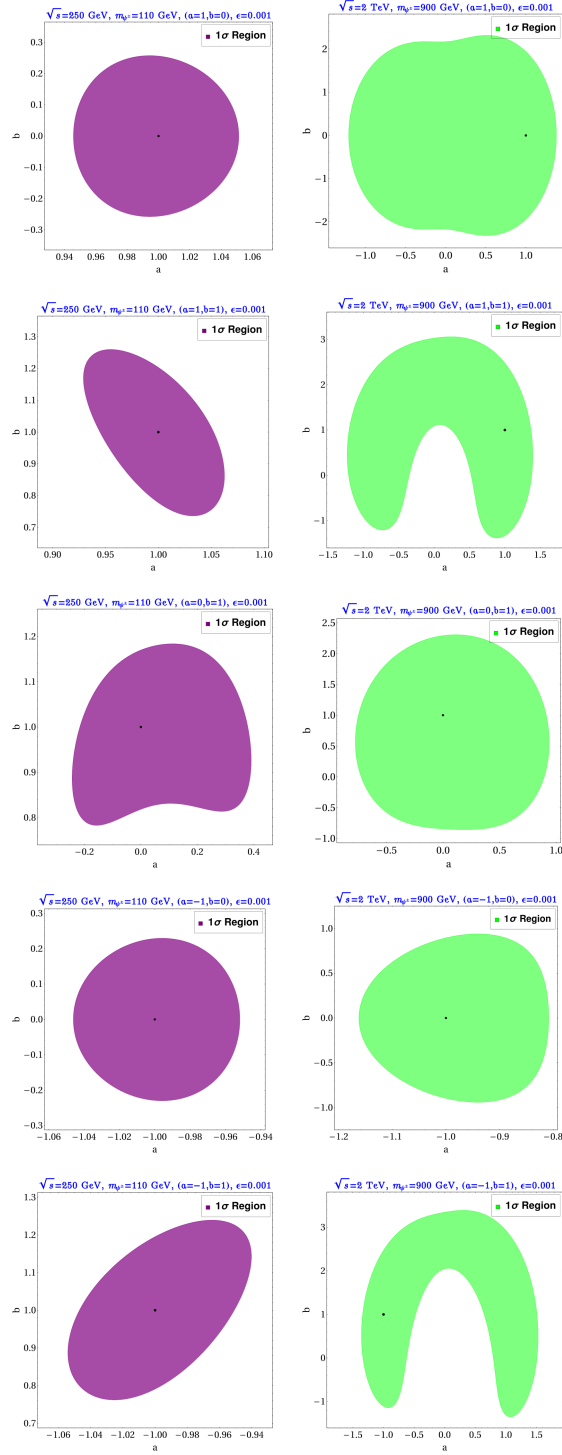 √s=250 GeV, mψ±=110 GeV, (a=1,b=0), ϵ=0.001
1σ Region
0.3
0.2
0.1
0.0
−0.1
−0.2
−0.3
b
0.94 0.96 0.98 1.00 1.02 1.04 1.06
a
√s=2 TeV, mψ±=900 GeV, (a=1,b=0), ϵ=0.001
1σ Region
2
1
0
−1
−2
b
−1.0 −0.5 0.0 0.5 1.0
a
√s=250 GeV, mψ±=110 GeV, (a=1,b=1), ϵ=0.001
1σ Region
1.3
1.2
1.1
1.0
0.9
0.8
0.7
b
0.90 0.95 1.00 1.05 1.10
a
√s=2 TeV, mψ±=900 GeV, (a=1,b=1), ϵ=0.001
1σ Region
3
2
1
0
−1
b
−1.5 −1.0 −0.5 0.0 0.5 1.0 1.5
a
√s=250 GeV, mψ±=110 GeV, (a=0,b=1), ϵ=0.001
1σ Region
1.2
1.1
1.0
0.9
0.8
b
−0.2 0.0 0.2 0.4
a
√s=2 TeV, mψ±=900 GeV, (a=0,b=1), ϵ=0.001
1σ Region
2.5
2.0
1.5
1.0
0.5
0.0
−0.5
−1.0
b
−0.5 0.0 0.5 1.0
a
√s=250 GeV, mψ±=110 GeV, (a=−1,b=0), ϵ=0.001
1σ Region
0.3
0.2
0.1
0.0
−0.1
−0.2
−0.3
b
−1.06 −1.04 −1.02 −1.00 −0.98 −0.96 −0.94
a
√s=2 TeV, mψ±=900 GeV, (a=−1,b=0), ϵ=0.001
1σ Region
1.0
0.5
0.0
−0.5
−1.0
b
−1.2 −1.1 −1.0 −0.9 −0.8
a
√s=250 GeV, mψ±=110 GeV, (a=−1,b=1), ϵ=0.001
1σ Region
1.3
1.2
1.1
1.0
0.9
0.8
0.7
b
−1.06 −1.04 −1.02 −1.00 −0.98 −0.96 −0.94
a
√s=2 TeV, mψ±=900 GeV, (a=−1,b=1), ϵ=0.001
1σ Region
3
2
1
0
−1
b
−1.0 −0.5 0.0 0.5 1.0 1.5
a